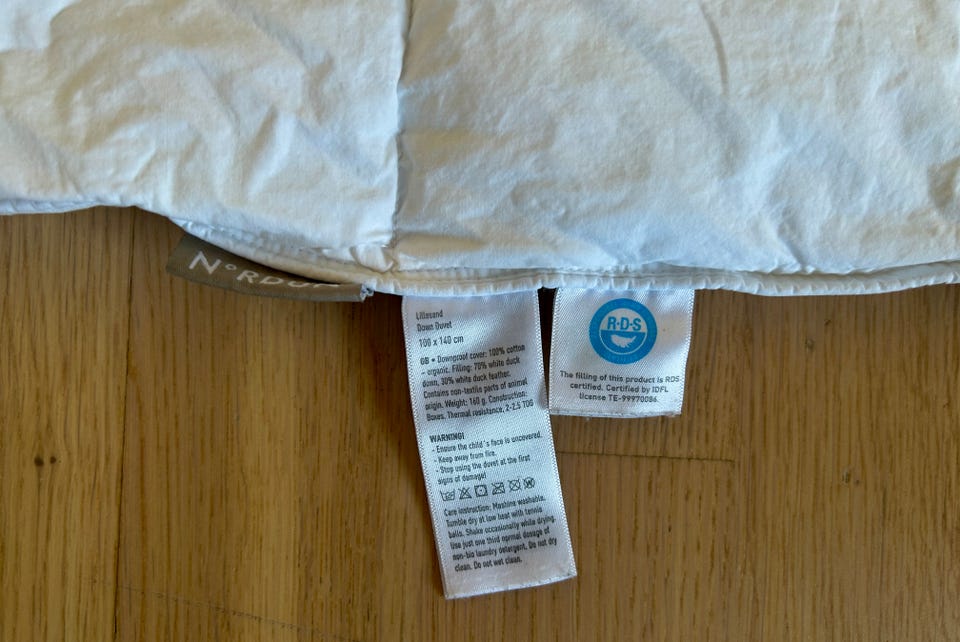 N°RD
Lillesand
Down Duvet
100 x 140 cm
GB • Downproof cover: 100% cotton
– organic. Filling: 70% white duck
down, 30% white duck feather.
Contains non-textile parts of animal
origin. Weight: 160 g. Construction:
Boxes. Thermal resistance, 2-2.5 TOG
WARNING!
- Ensure the child´s face is uncovered.
- Keep away from fire.
- Stop using the duvet at the first
signs of damage!
Care instruction: Mashine washable.
Tumble dry at low heat with tennis
balls. Shake occasionally while drying.
Use just one third normal dosage of
non-bio laundry detergent. Do not dry
clean. Do not wet clean.
R·D·S
The filling of this product is RDS
certified. Certified by IDFL
license TE-99970086.